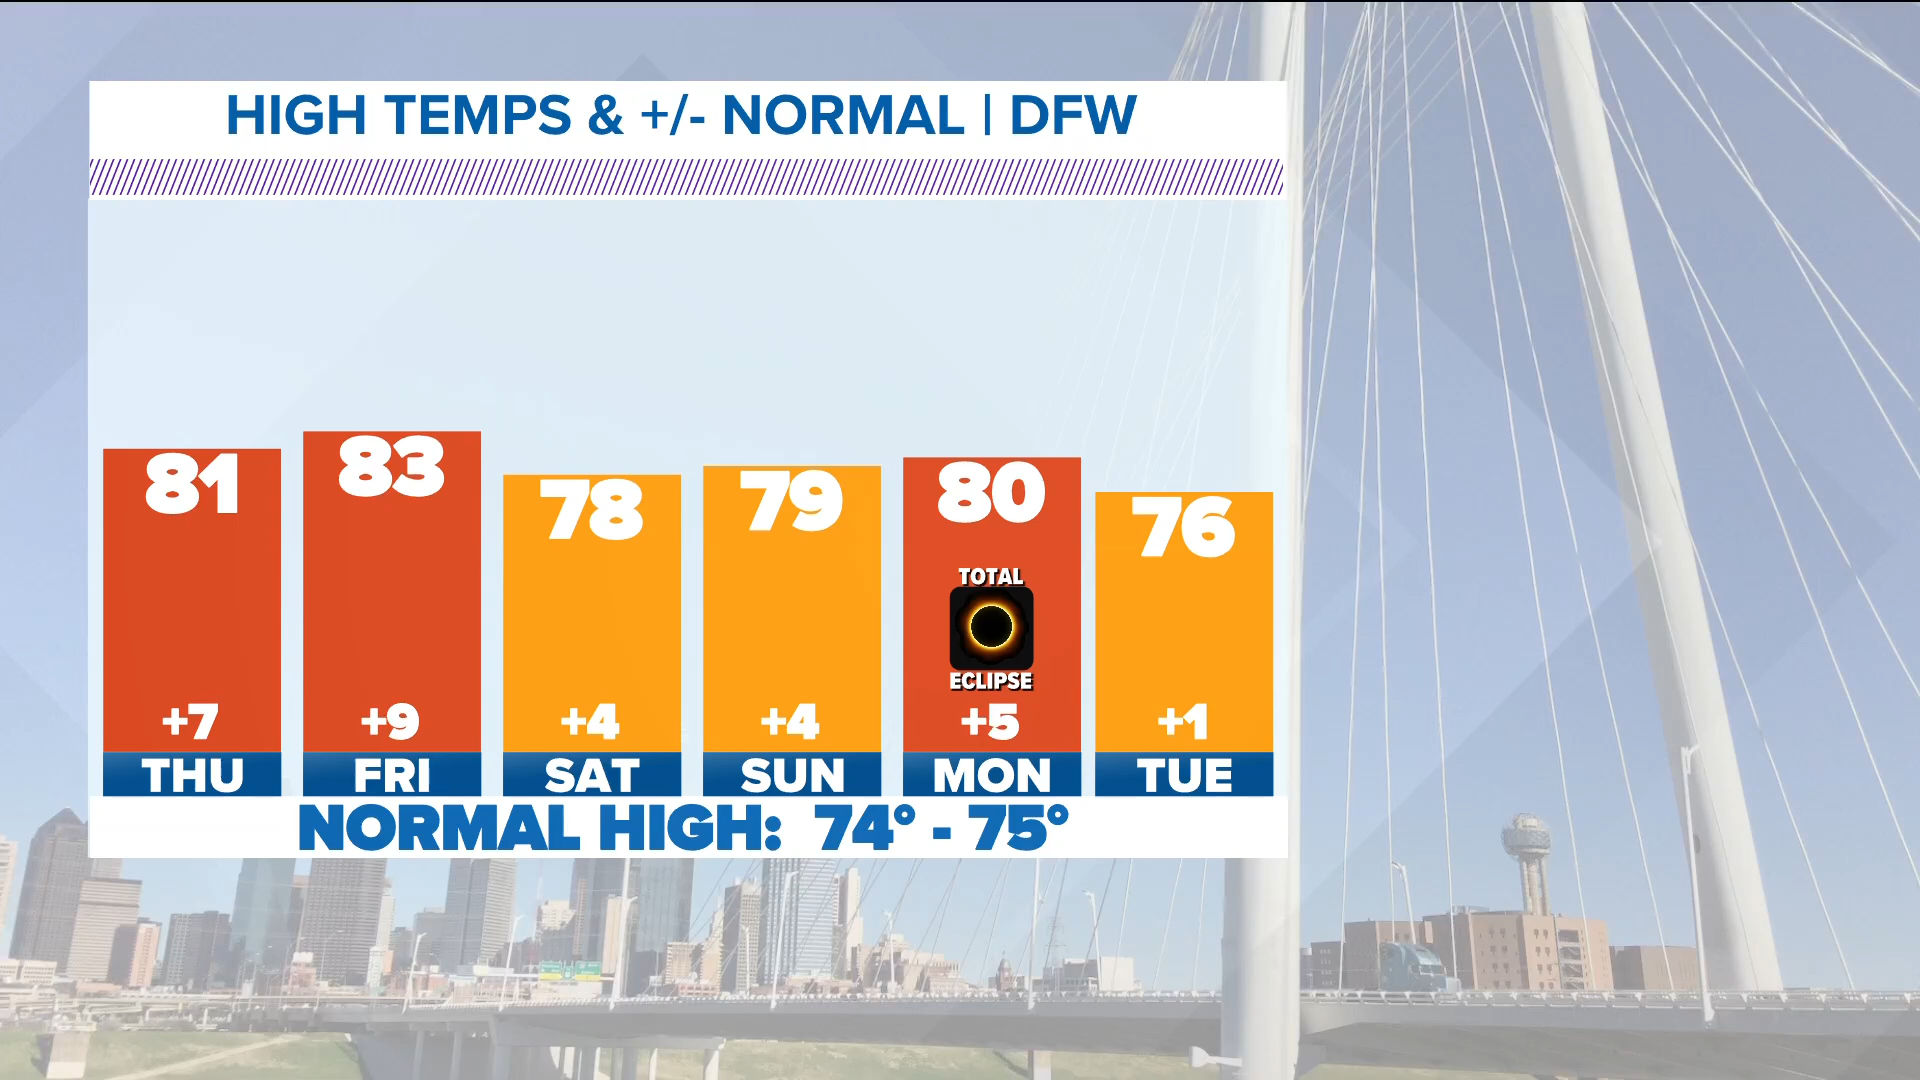 HIGH TEMPS & +/- NORMAL | DFW
81 83 78 79 80 76
TOTAL
ECLIPSE
+7 +9 +4 +4 +5 +1
THU FRI SAT SUN MON TUE
NORMAL HIGH: 74° - 75°